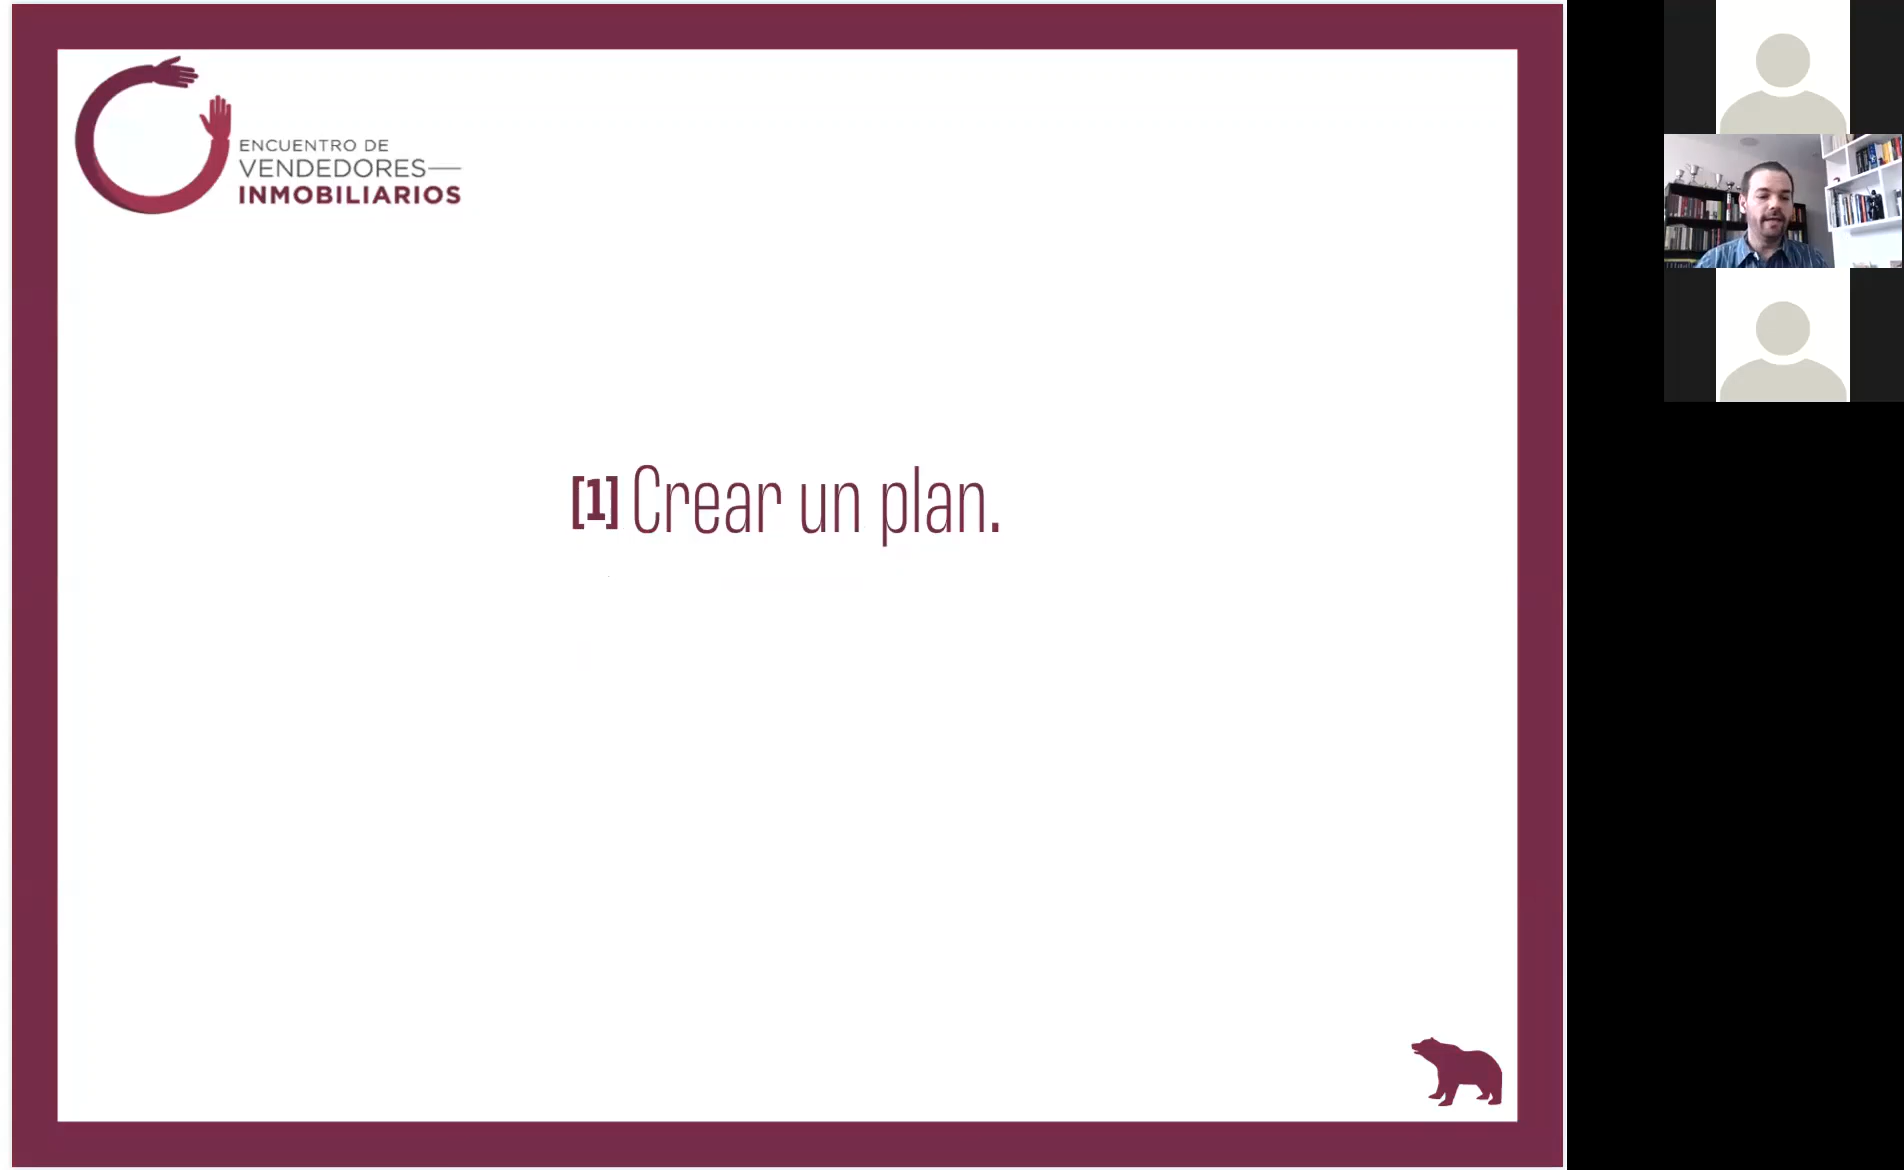 ENCUENTRO DE
VENDEDORES—
INMOBILIARIOS
[1] Crear un plan.